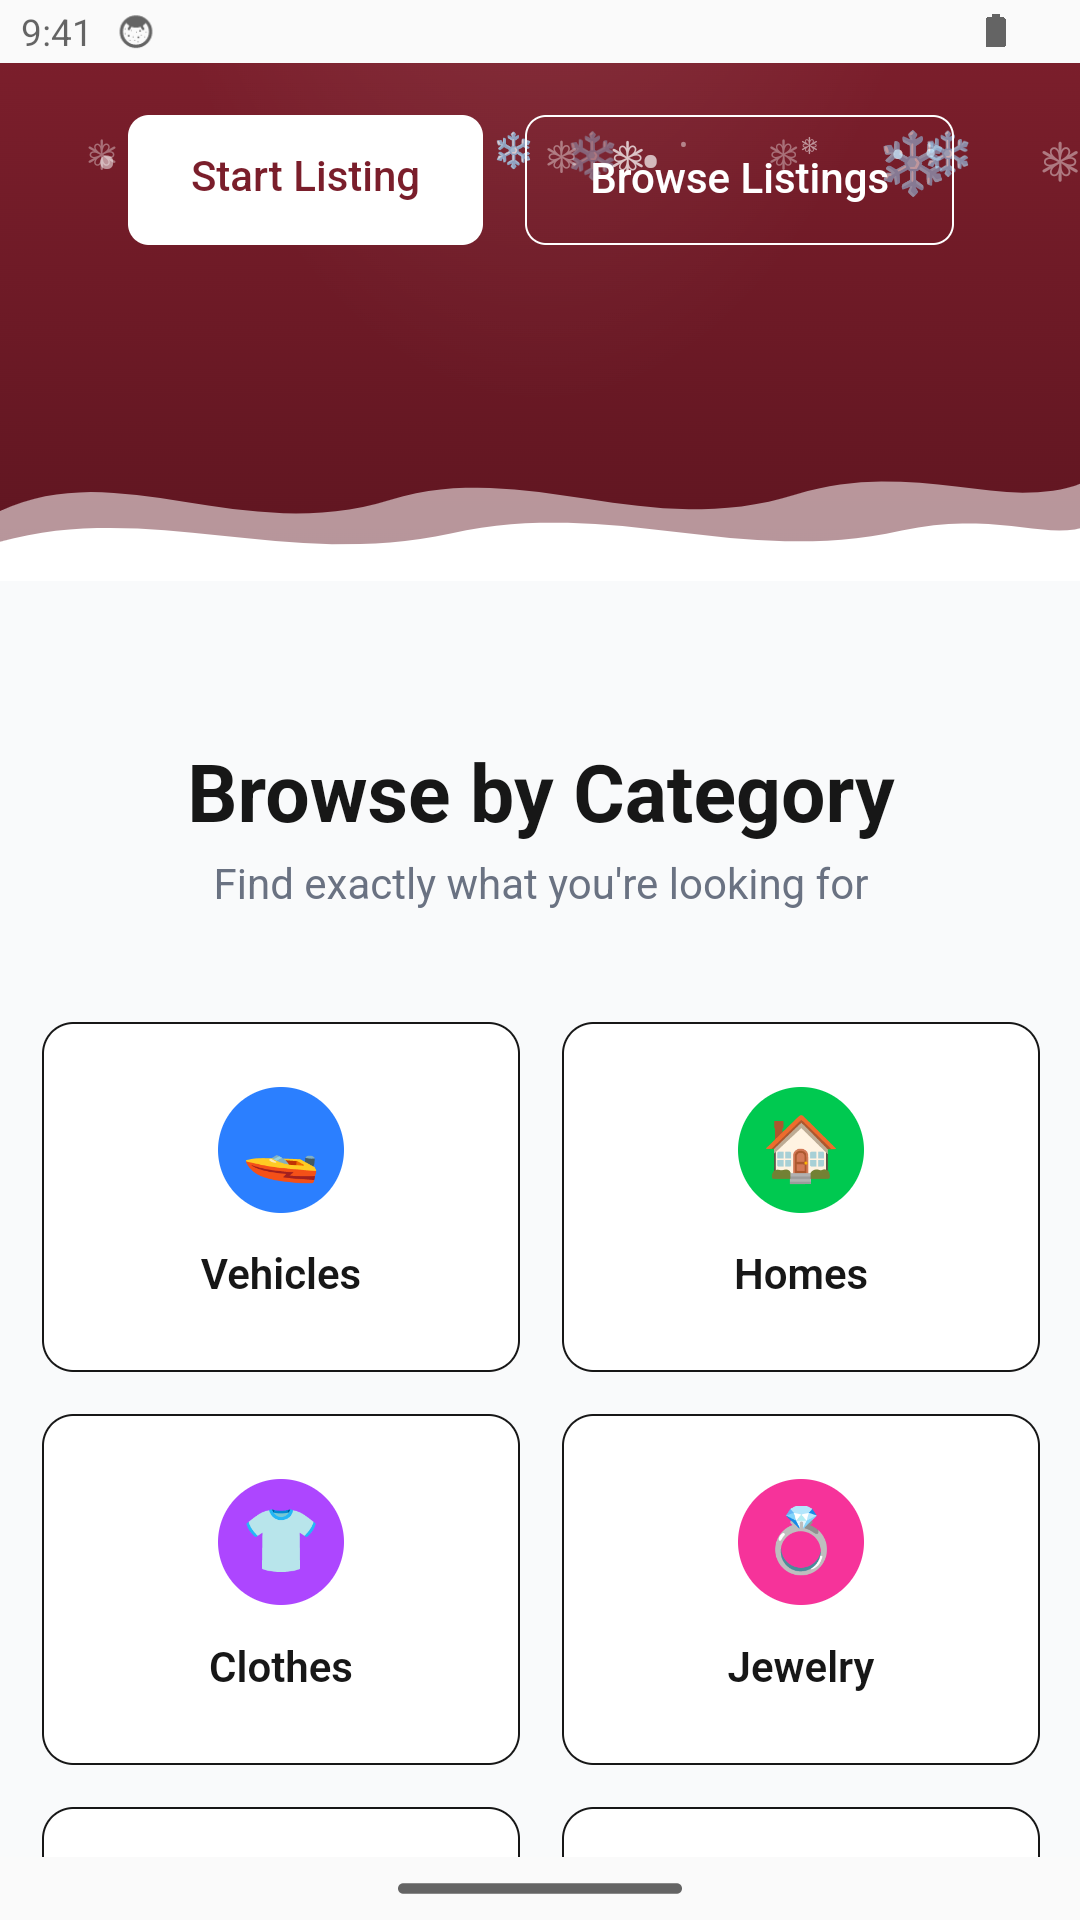 9:41
Start Listing
Browse Listings
Browse by Category
Find exactly what you're looking for
Vehicles
Homes
Clothes
Jewelry